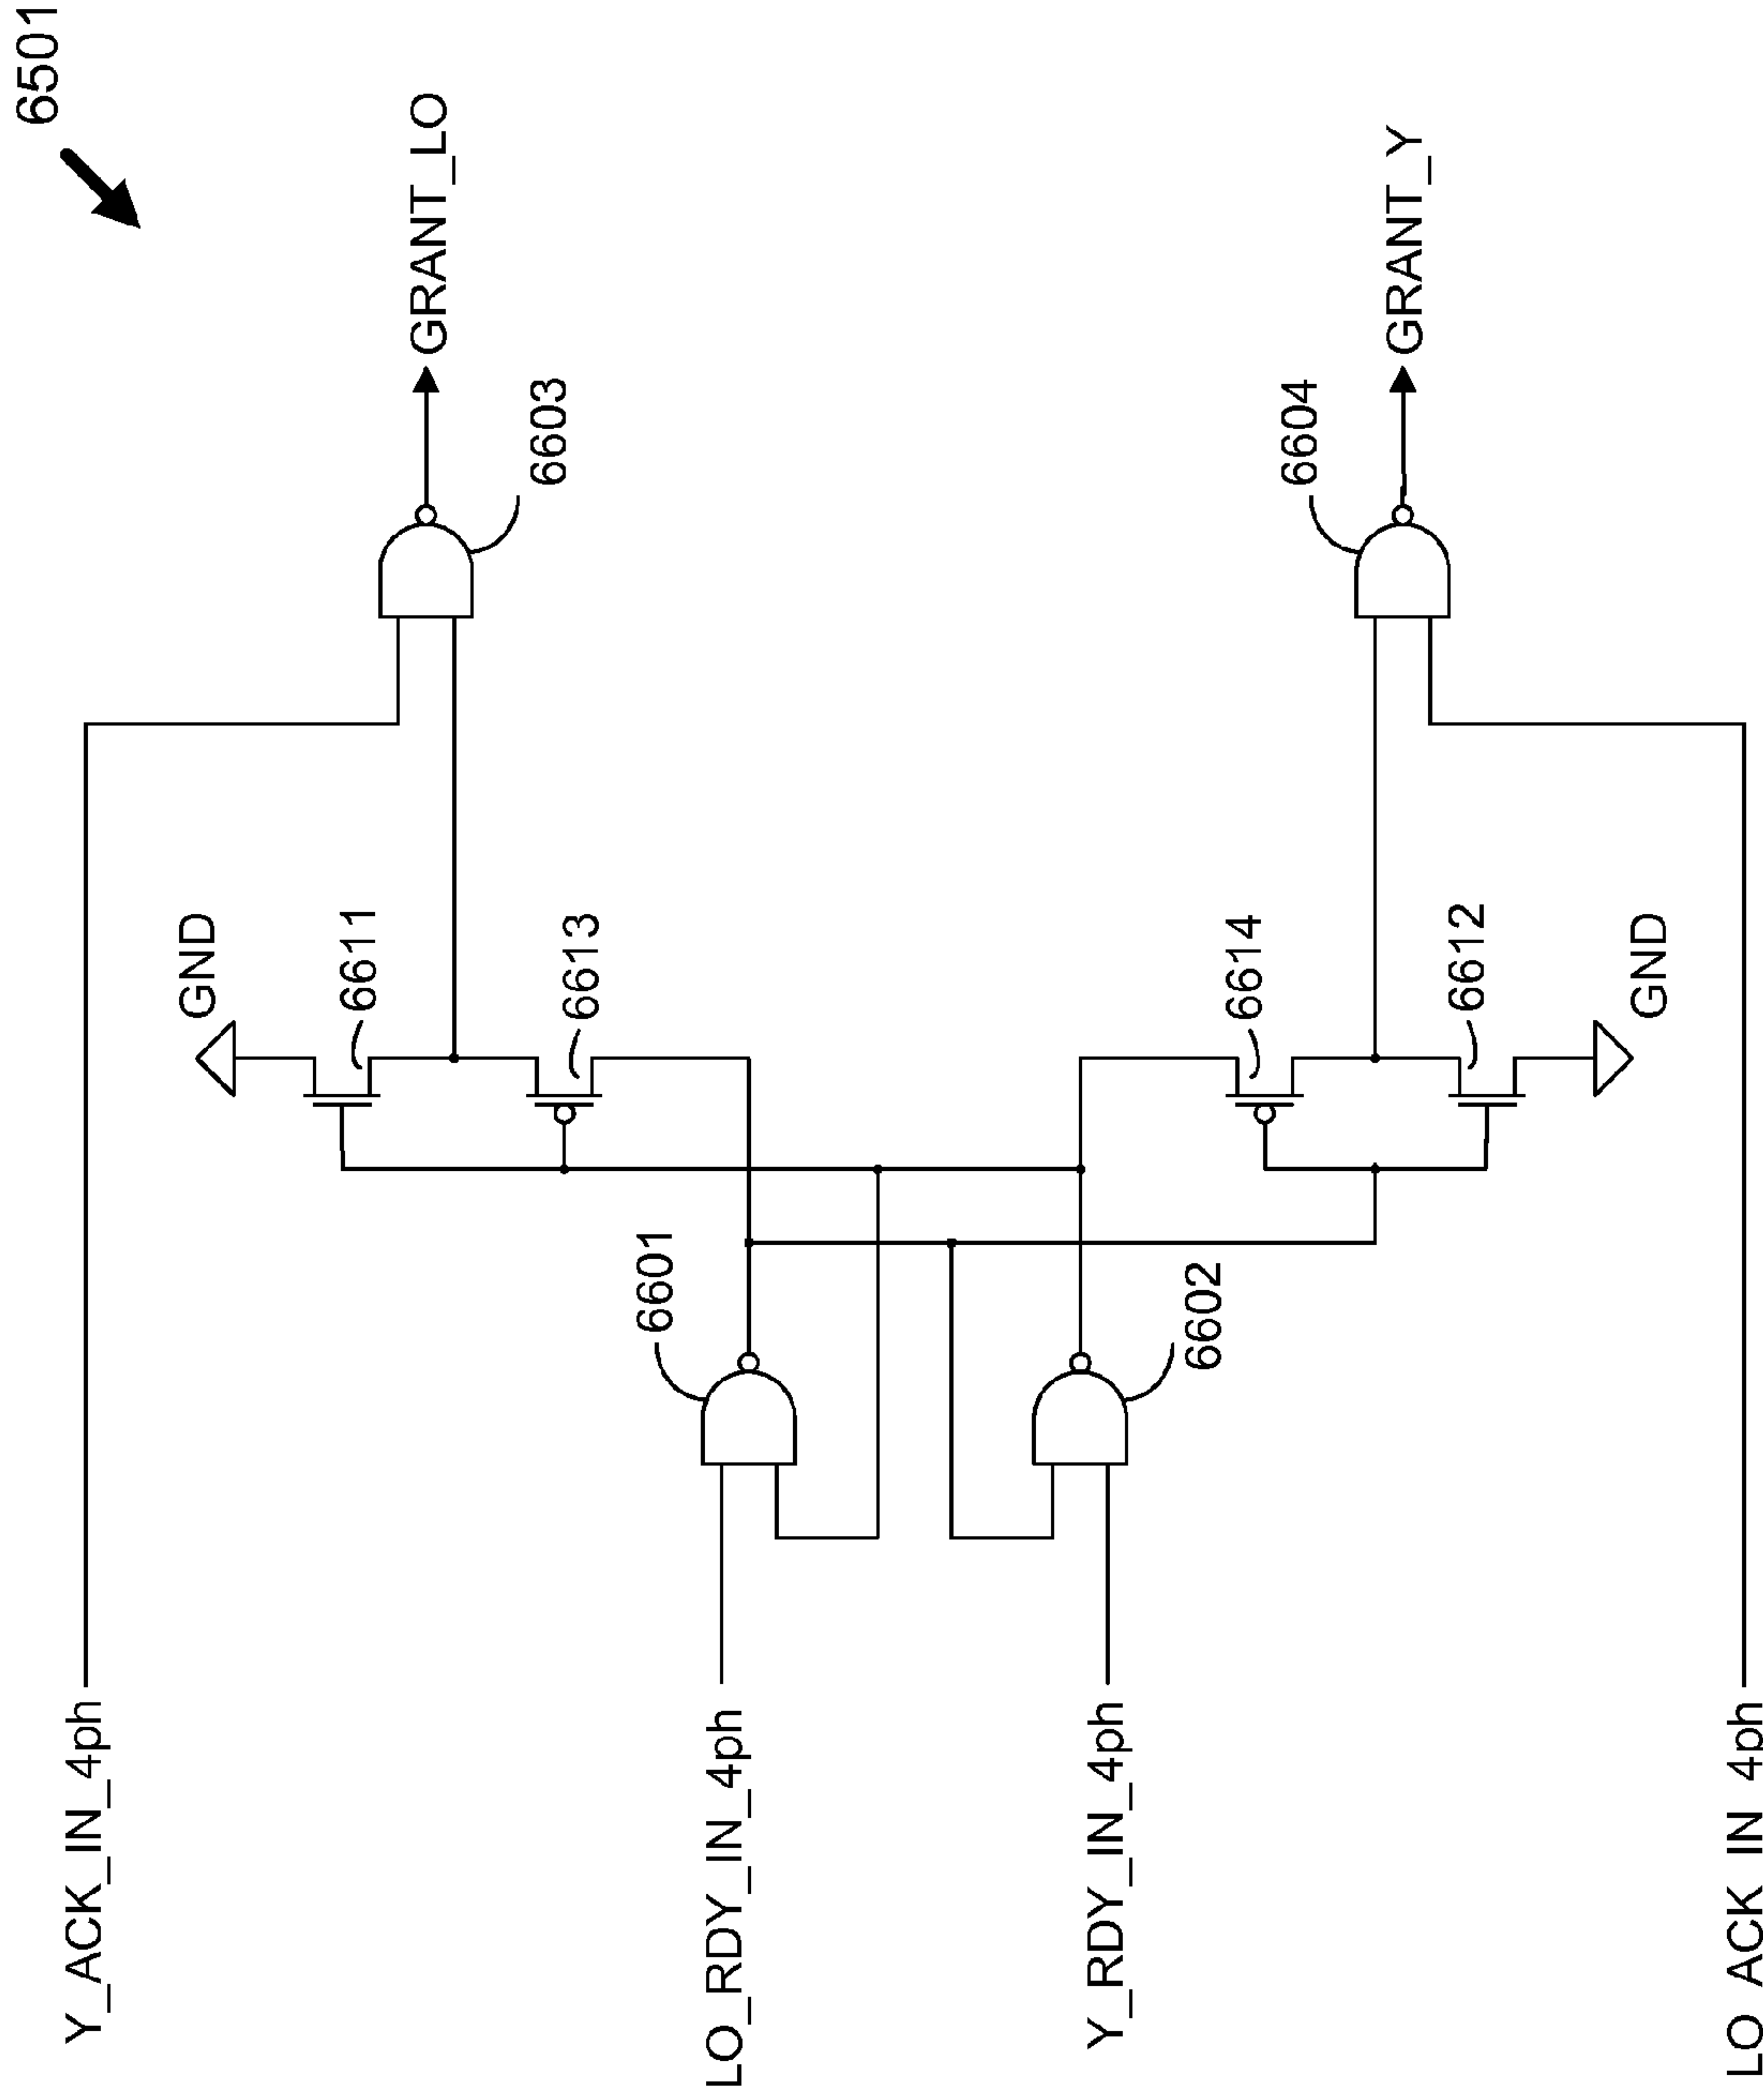 6501
Y_ACK_IN_4ph
GND
6611
GRANT_LO
6603
6613
LO_RDY_IN_4ph
6601
Y_RDY_IN_4ph
6602
6614
6604
GRANT_Y
6612
GND
LO_ACK_IN_4ph